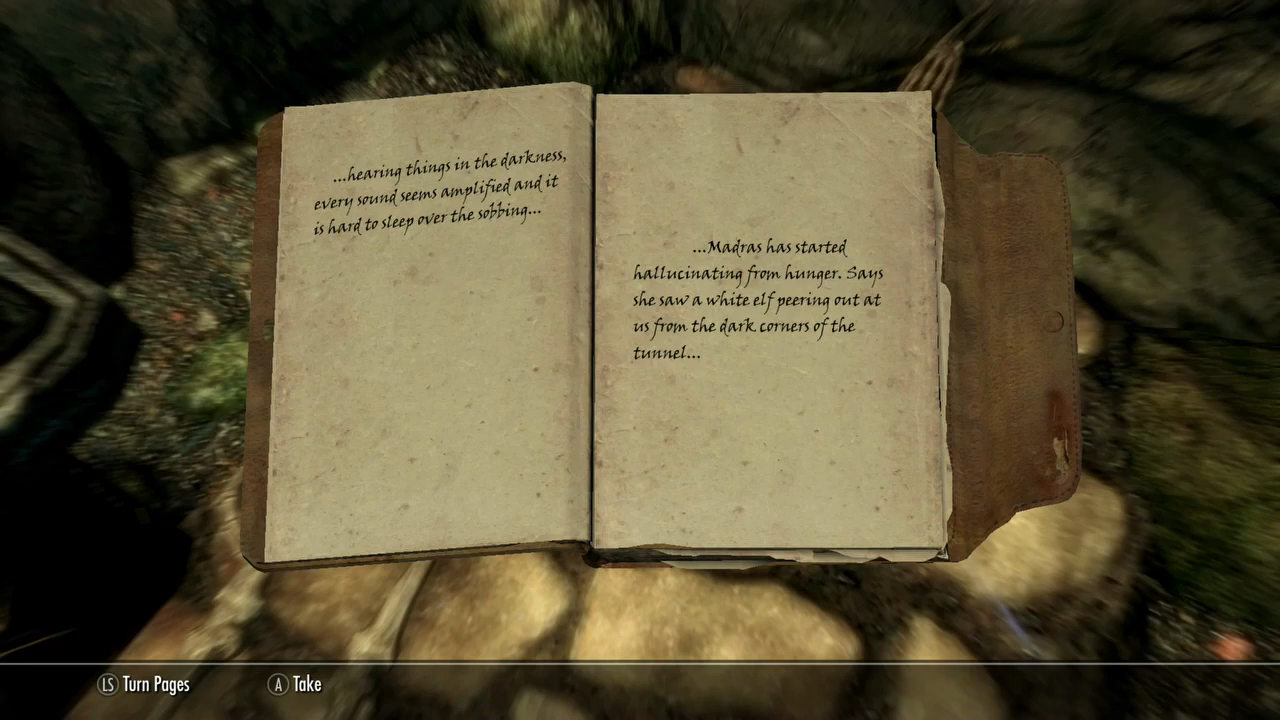 ...hearing things in the darkness,
every sound seems amplified and it
is hard to sleep over the sobbing...
...Madras has started
hallucinating from hunger. Says
she saw a white elf peering out at
us from the dark corners of the
tunnel...
LS Turn Pages
A Take